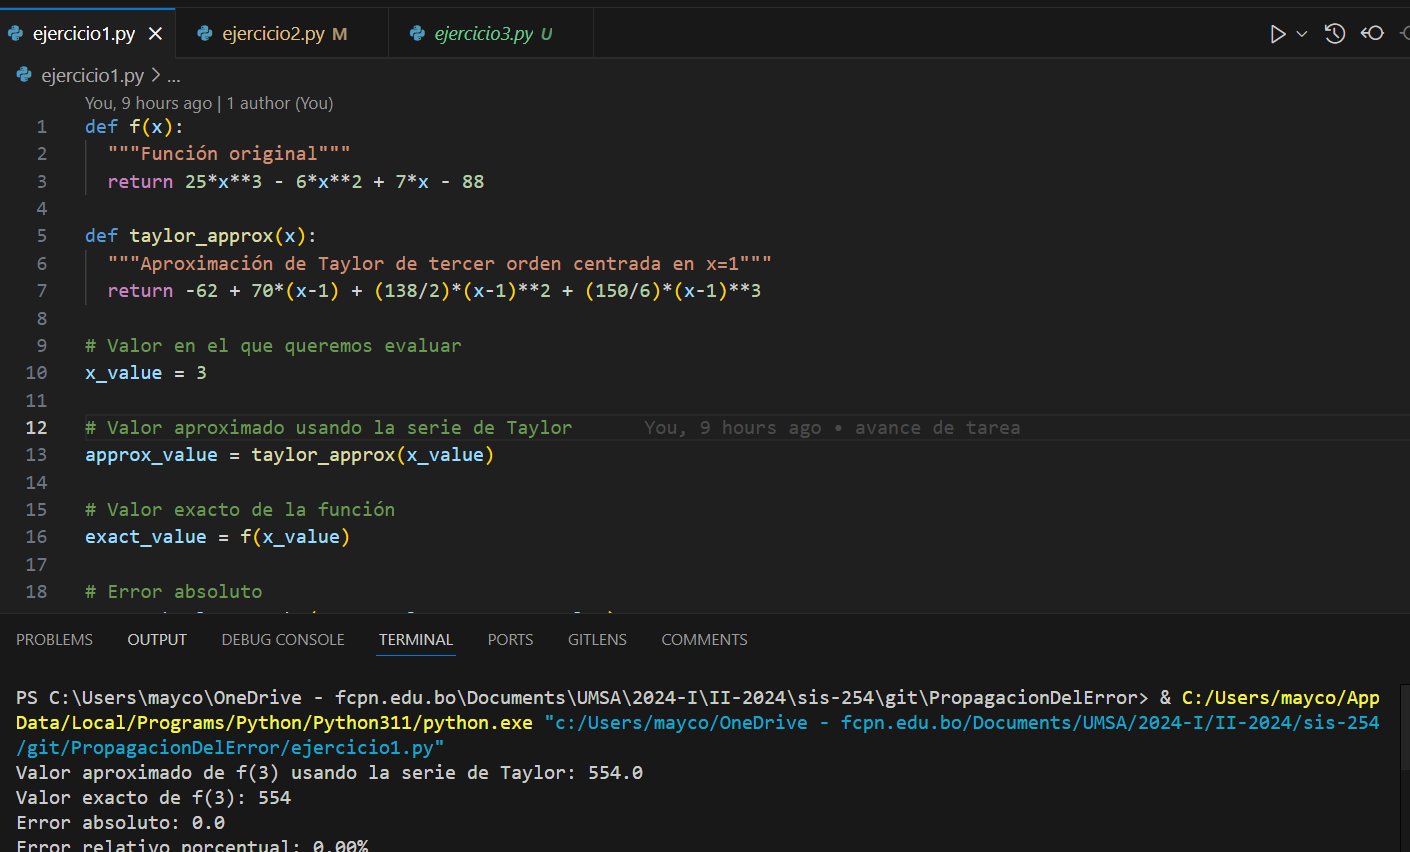 ejercicio1.py
ejercicio2.py M
ejercicio3.py U
ejercicio1.py > ...
You, 9 hours ago | 1 author (You)
1 def f(x):
2 """Función original"""
3 return 25*x**3 - 6*x**2 + 7*x - 88
4
5 def taylor_approx(x):
6 """Aproximación de Taylor de tercer orden centrada en x=1"""
7 return -62 + 70*(x-1) + (138/2)*(x-1)**2 + (150/6)*(x-1)**3
8
9 # Valor en el que queremos evaluar
10 x_value = 3
11
12 # Valor aproximado usando la serie de Taylor You, 9 hours ago • avance de tarea
13 approx_value = taylor_approx(x_value)
14
15 # Valor exacto de la función
16 exact_value = f(x_value)
17
18 # Error absoluto
PROBLEMS OUTPUT DEBUG CONSOLE TERMINAL PORTS GITLENS COMMENTS
PS C:\Users\mayco\OneDrive - fcpn.edu.bo\Documents\UMSA\2024-I\II-2024\sis-254\git\PropagacionDelError> & C:/Users/mayco/App
Data/Local/Programs/Python/Python311/python.exe "c:/Users/mayco/OneDrive - fcpn.edu.bo/Documents/UMSA/2024-I/II-2024/sis-254
/git/PropagacionDelError/ejercicio1.py"
Valor aproximado de f(3) usando la serie de Taylor: 554.0
Valor exacto de f(3): 554
Error absoluto: 0.0
Error relativo porcentual: 0.00%